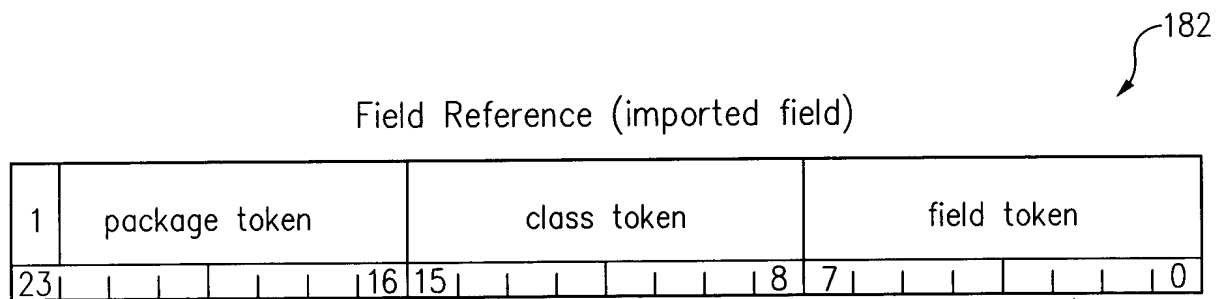 182
Field Reference (imported field)
1 package token class token field token
23 16 15 8 7 0